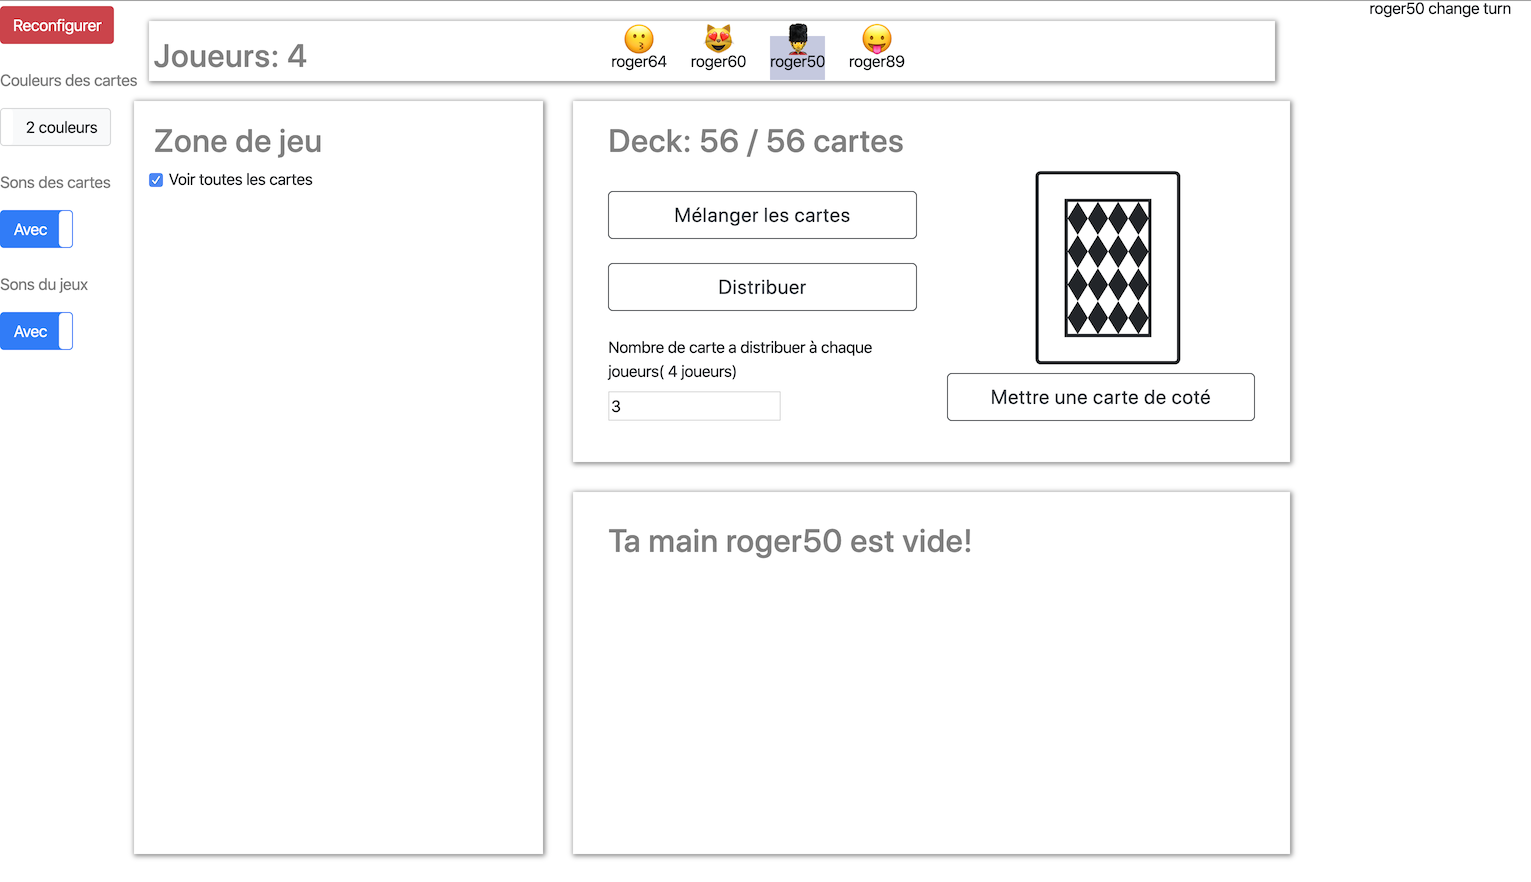 Reconfigurer
Couleurs des cartes
2 couleurs
Sons des cartes
Avec
Sons du jeux
Avec
Joueurs: 4
roger64
roger60
roger50
roger89
roger50 change turn
Zone de jeu
Voir toutes les cartes
Deck: 56 / 56 cartes
Mélanger les cartes
Distribuer
Nombre de carte a distribuer à chaque
joueurs( 4 joueurs)
3
Mettre une carte de coté
Ta main roger50 est vide!